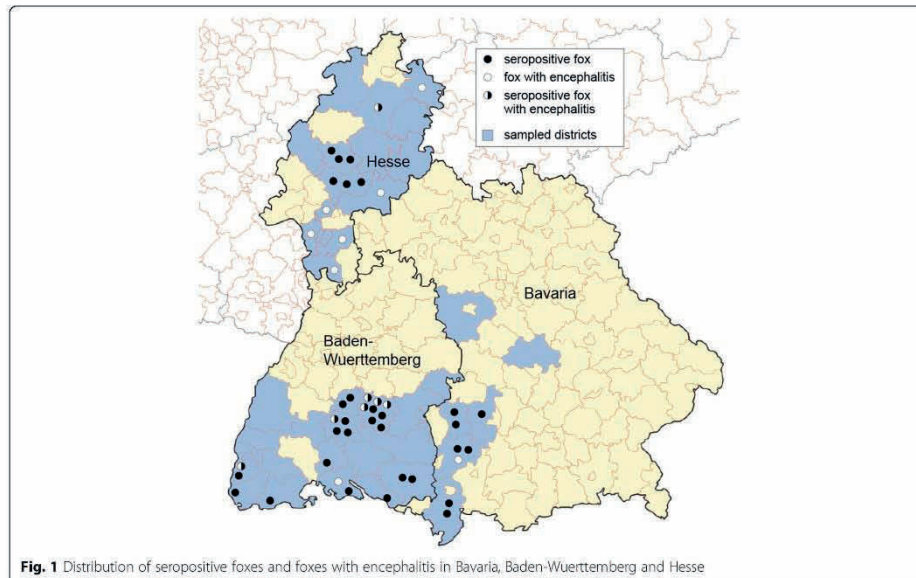 seropositive fox
fox with encephalitis
seropositive fox
with encephalitis
sampled districts
Hesse
Bavaria
Baden-
Wuerttemberg
Fig. 1 Distribution of seropositive foxes and foxes with encephalitis in Bavaria, Baden-Wuerttemberg and Hesse